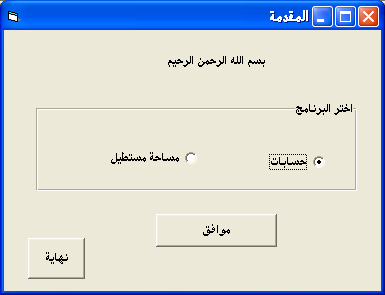 المقدمة
بسم الله الرحمن الرحيم
اختر البرنامج
حسابات
مساحة مستطيل
موافق
نهاية